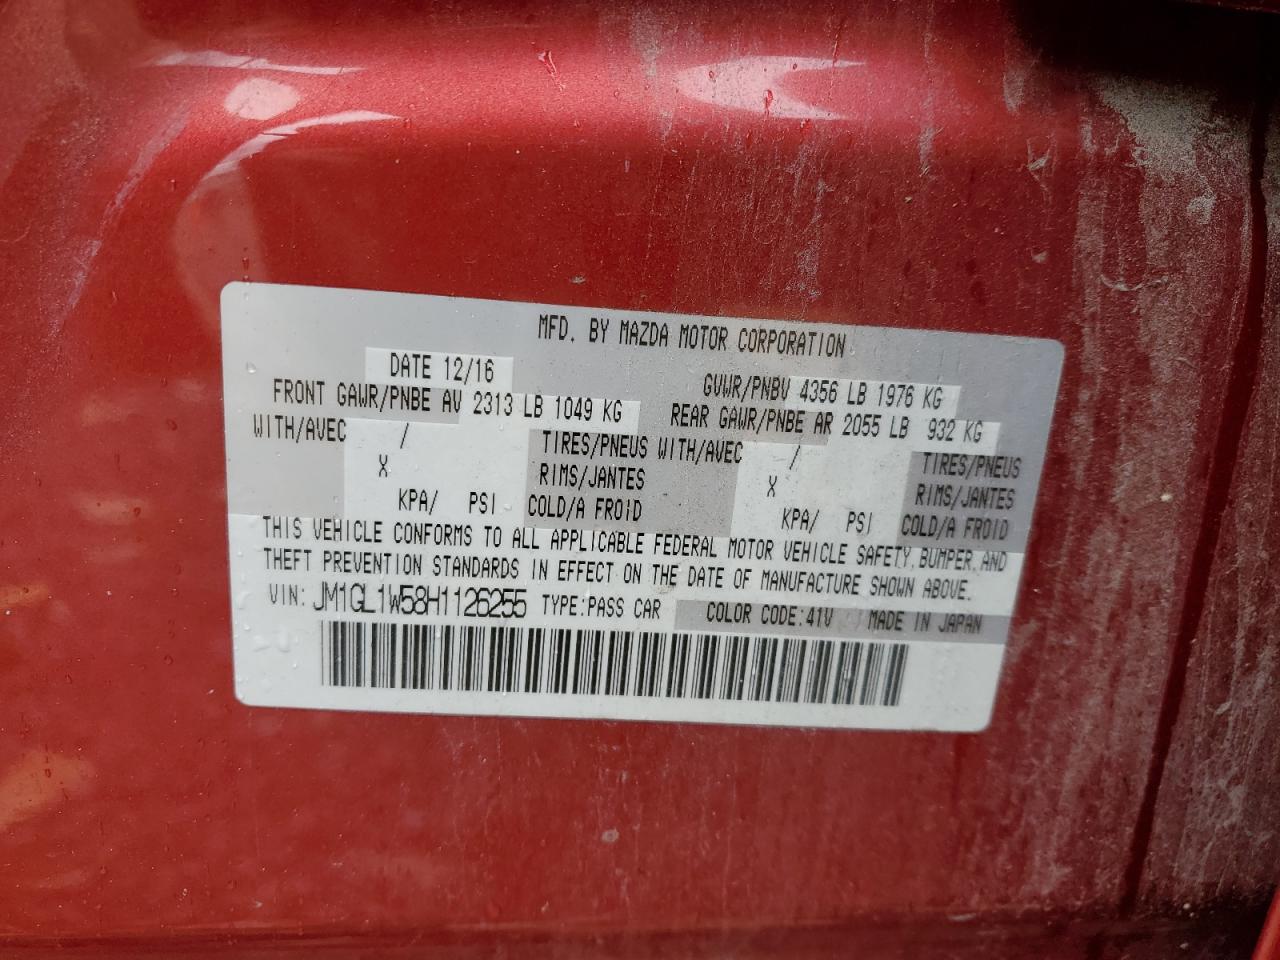 MFD. BY MAZDA MOTOR CORPORATION
DATE 12/16 GVWR/PNBV 4356 LB 1976 KG
FRONT GAWR/PNBE AV 2313 LB 1049 KG REAR GAWR/PNBE AR 2055 LB 932 KG
WITH/AVEC / TIRES/PNEUS WITH/AVEC / TIRES/PNEUS
X RIMS/JANTES X RIMS/JANTES
KPA/ PSI COLD/A FROID KPA/ PSI COLD/A FROID
THIS VEHICLE CONFORMS TO ALL APPLICABLE FEDERAL MOTOR VEHICLE SAFETY, BUMPER, AND
THEFT PREVENTION STANDARDS IN EFFECT ON THE DATE OF MANUFACTURE SHOWN ABOVE.
VIN: JM1GL1W58H1126255 TYPE:PASS CAR COLOR CODE:41V MADE IN JAPAN